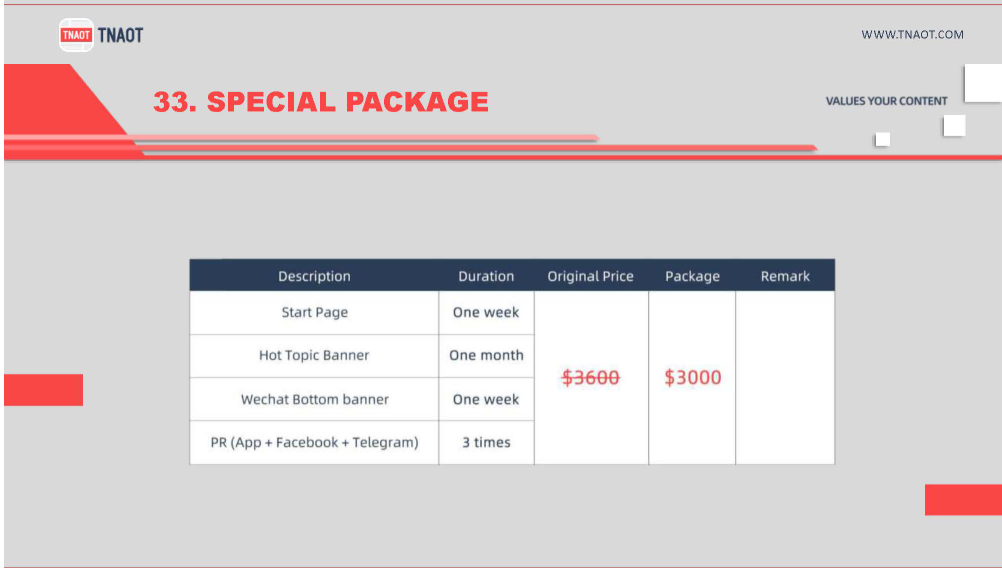 TNAOT TNAOT
WWW.TNAOT.COM
33. SPECIAL PACKAGE
VALUES YOUR CONTENT
Description Duration Original Price Package Remark
Start Page One week
Hot Topic Banner One month
$3600 $3000
Wechat Bottom banner One week
PR (App + Facebook + Telegram) 3 times